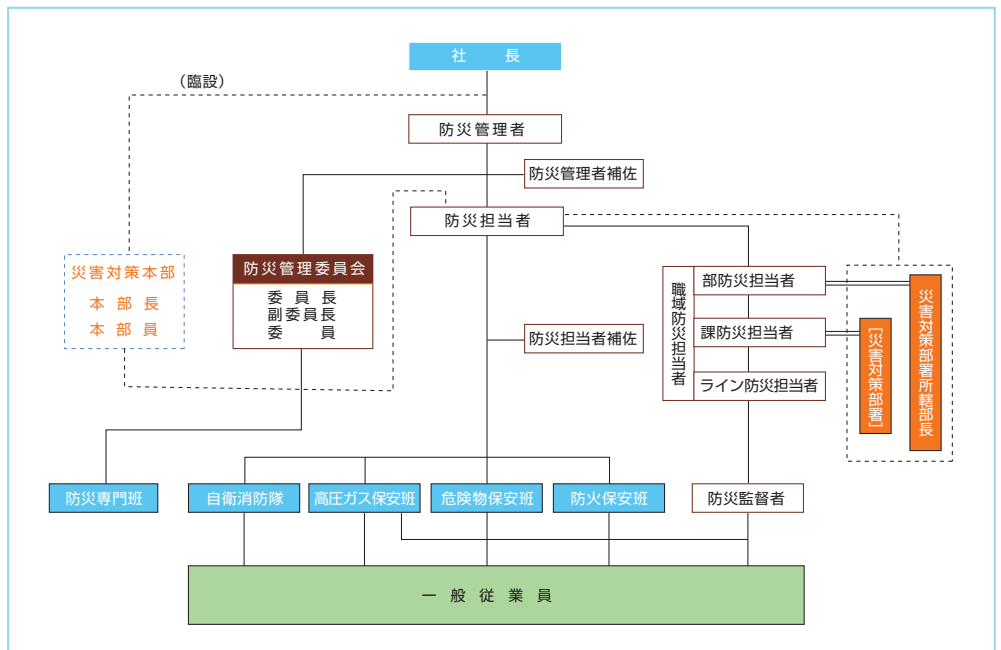 社　長
(臨設)
防災管理者
防災管理者補佐
防災担当者
災害対策本部
本部長
本部員
防災管理委員会
委員長
副委員長
委員
防災担当者補佐
職域防災担当者
部防災担当者
課防災担当者
ライン防災担当者
[災害対策部署]
災害対策部署所轄部長
防災専門班
自衛消防隊
高圧ガス保安班
危険物保安班
防火保安班
防災監督者
一般従業員